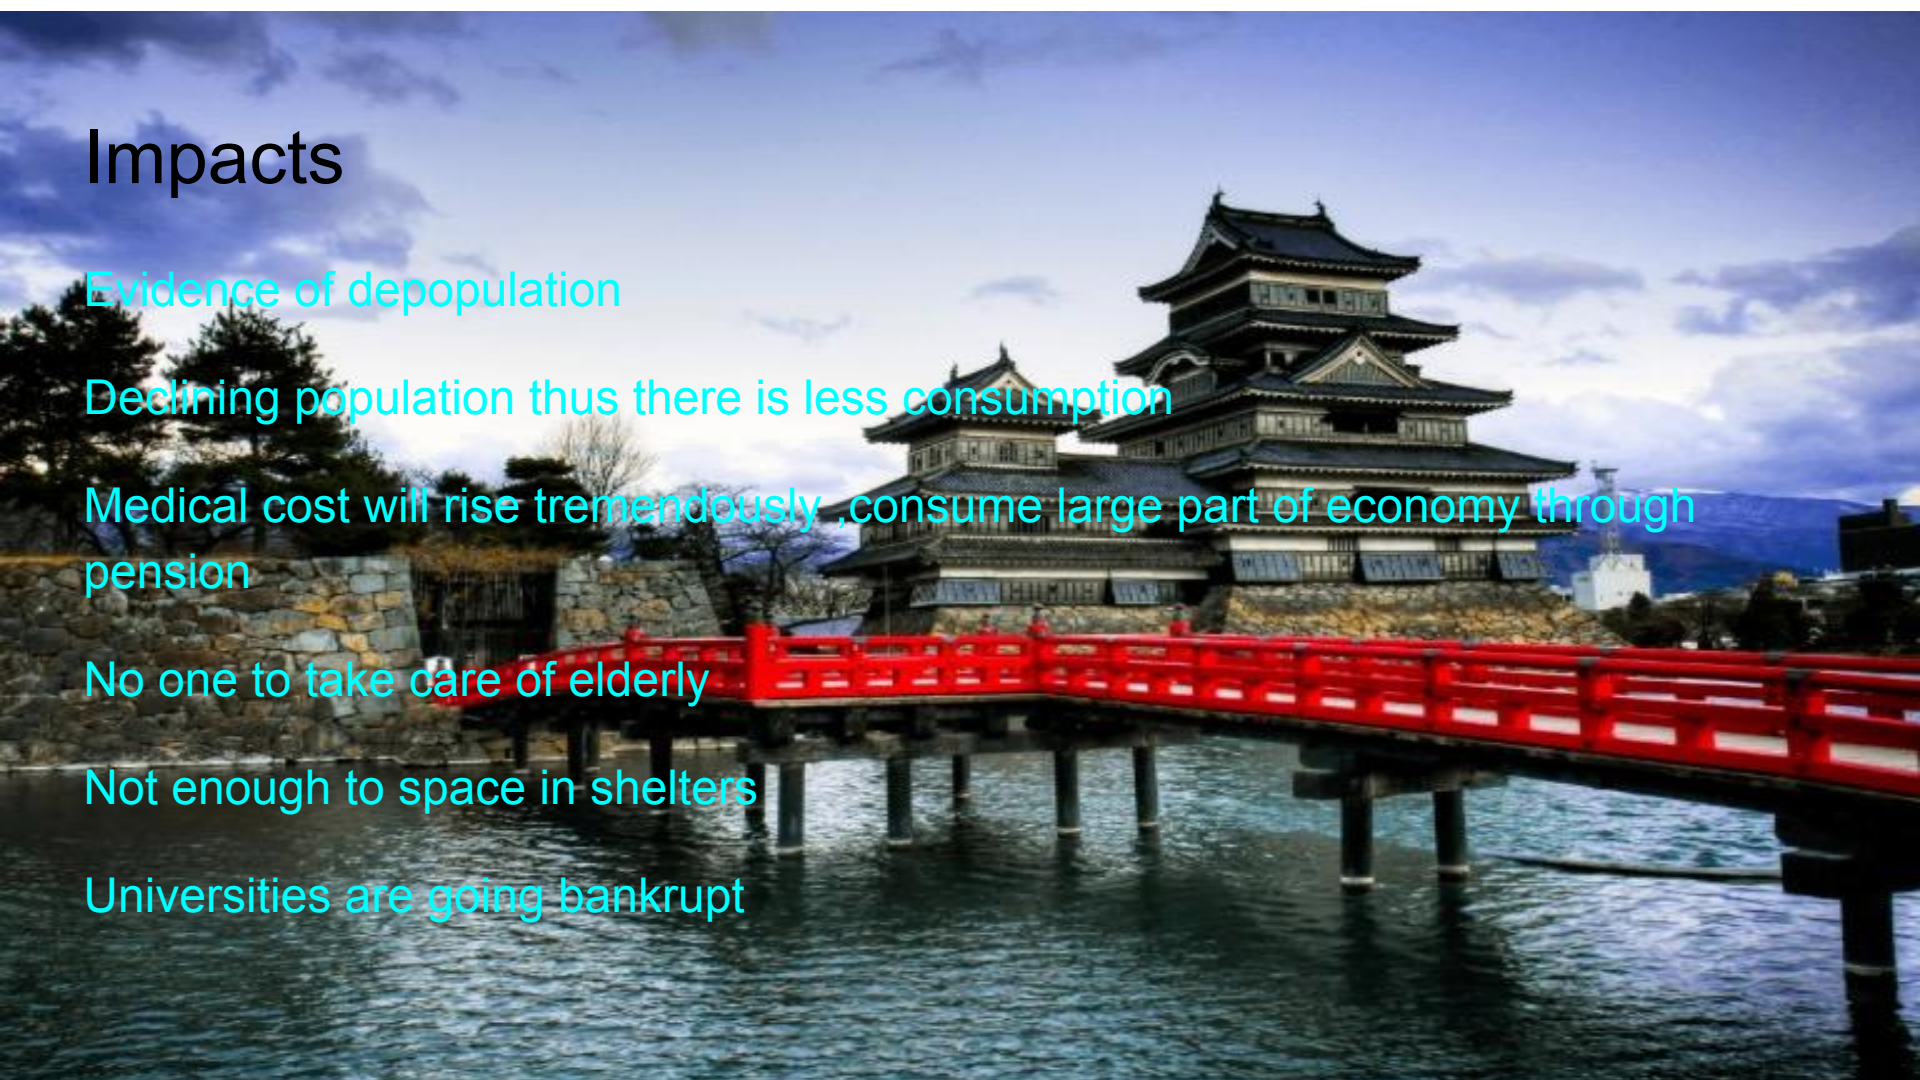 Impacts
Evidence of depopulation
Declining population thus there is less consumption
Medical cost will rise tremendously ,consume large part of economy through
pension
No one to take care of elderly
Not enough to space in shelters
Universities are going bankrupt